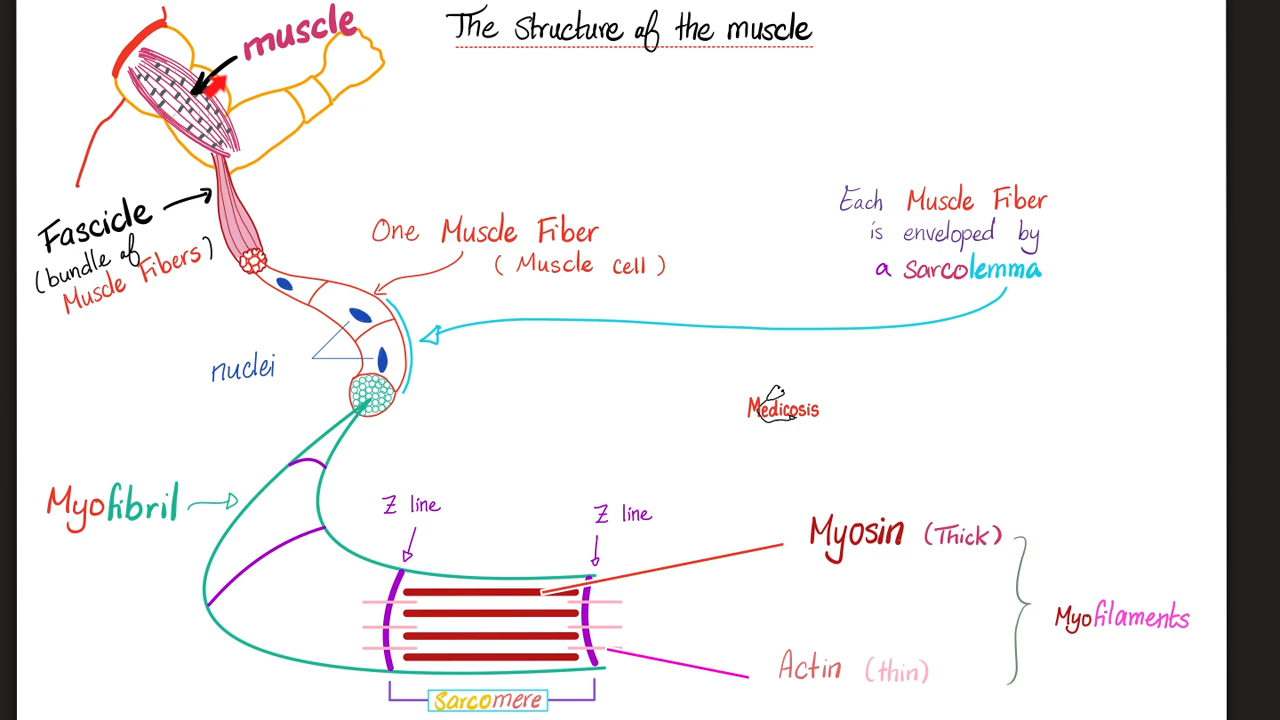 The structure of the muscle
muscle
Fascicle
(bundle of
Muscle Fibers)
One Muscle Fiber
(Muscle cell)
Each Muscle Fiber
is enveloped by
a sarcolemma
nuclei
Medicosis
Myofibril
Z line
Z line
Myosin (Thick)
Myofilaments
Actin (thin)
Sarcomere